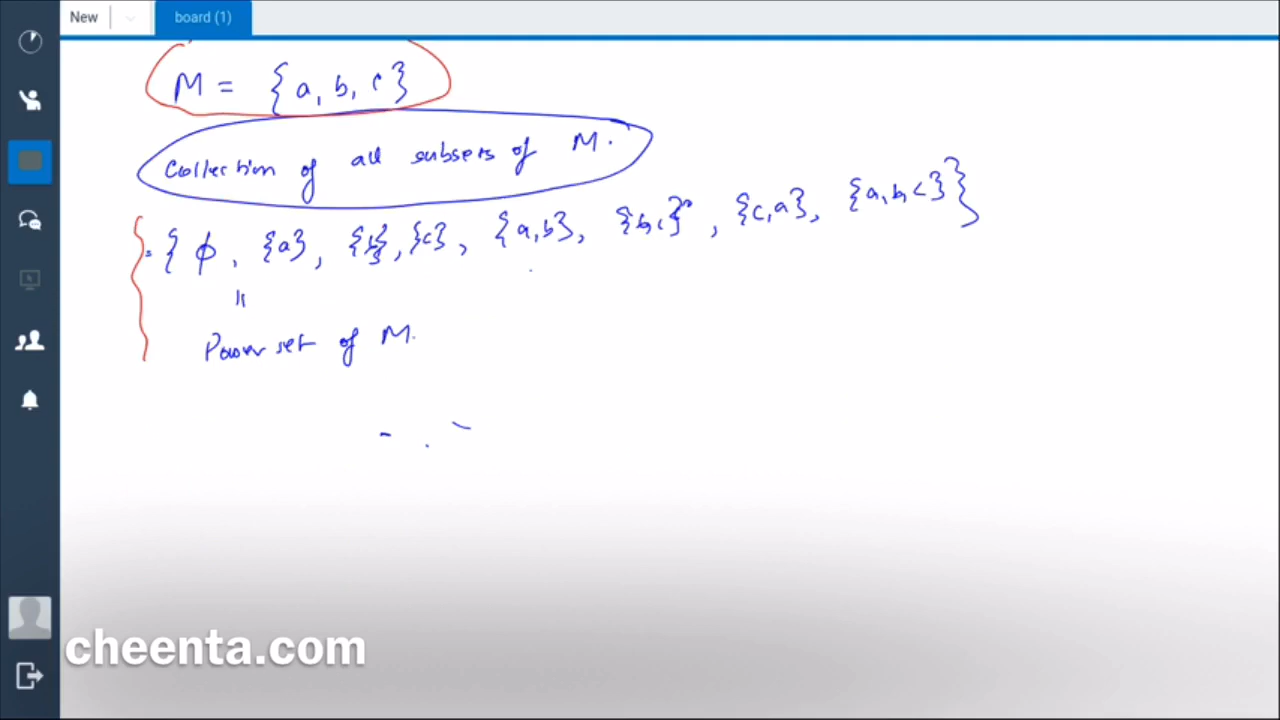 New
board (1)
M = {a, b, c}
Collection of all subsets of M.
= { φ, {a}, {b}, {c}, {a,b}, {b,c}, {c,a}, {a,b,c} }
"
Power set of M.
cheenta.com